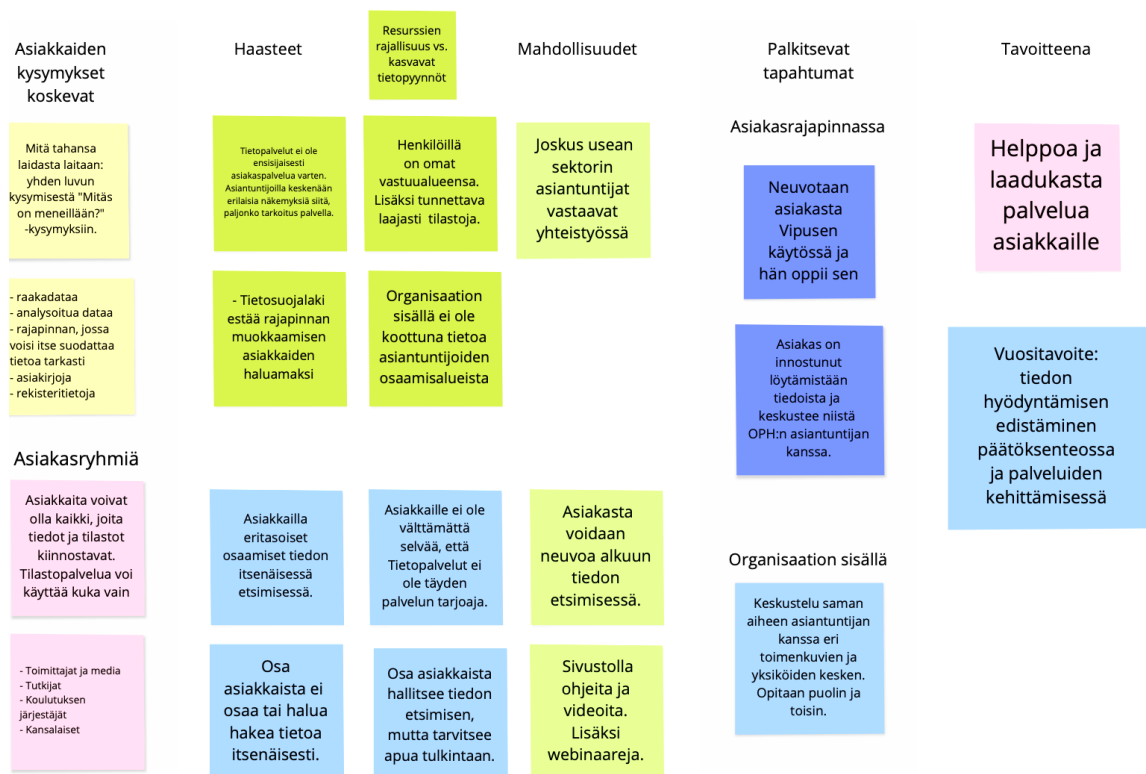 Asiakkaiden
kysymykset
koskevat
Mitä tahansa
laidasta laitaan:
yhden luvun
kysymisestä "Mitäs
on meneillään?"
-kysymyksiin.
- raakadataa
- analysoitua dataa
- rajapinnan, jossa
voisi itse suodattaa
tietoa tarkasti
- asiakirjoja
- rekisteritietoja
Asiakasryhmiä
Asiakkaita voivat
olla kaikki, joita
tiedot ja tilastot
kiinnostavat.
Tilastopalvelua voi
käyttää kuka vain
- Toimittajat ja media
- Tutkijat
- Koulutuksen
järjestäjät
- Kansalaiset
Haasteet
Resurssien
rajallisuus vs.
kasvavat
tietopyynnöt
Tietopalvelut ei ole
ensisijaisesti
asiakaspalvelua varten.
Asiantuntijoilla keskenään
erilaisia näkemyksiä siitä,
paljonko tarkoitus palvella.
Henkilöillä
on omat
vastuualueensa.
Lisäksi tunnettava
laajasti tilastoja.
- Tietosuojalaki
estää rajapinnan
muokkaamisen
asiakkaiden
haluamaksi
Organisaation
sisällä ei ole
koottuna tietoa
asiantuntijoiden
osaamisalueista
Asiakkailla
eritasoiset
osaamiset tiedon
itsenäisessä
etsimisessä.
Asiakkaille ei ole
välttämättä
selvää, että
Tietopalvelut ei
ole täyden
palvelun tarjoaja.
Osa
asiakkaista ei
osaa tai halua
hakea tietoa
itsenäisesti.
Osa asiakkaista
hallitsee tiedon
etsimisen,
mutta tarvitsee
apua tulkintaan.
Mahdollisuudet
Joskus usean
sektorin
asiantuntijat
vastaavat
yhteistyössä
Asiakasta
voidaan
neuvoa alkuun
tiedon
etsimisessä.
Sivustolla
ohjeita ja
videoita.
Lisäksi
webinaareja.
Palkitsevat
tapahtumat
Asiakasrajapinnassa
Neuvotaan
asiakasta
Vipusen
käytössä ja
hän oppii sen
Asiakas on
innostunut
löytämistään
tiedoista ja
keskustee niistä
OPH:n asiantuntijan
kanssa.
Organisaation sisällä
Keskustelu saman
aiheen asiantuntijan
kanssa eri
toimenkuvien ja
yksiköiden kesken.
Opitaan puolin ja
toisin.
Tavoitteena
Helppoa ja
laadukasta
palvelua
asiakkaille
Vuositavoite:
tiedon
hyödyntämisen
edistäminen
päätöksenteossa
ja palveluiden
kehittämisessä